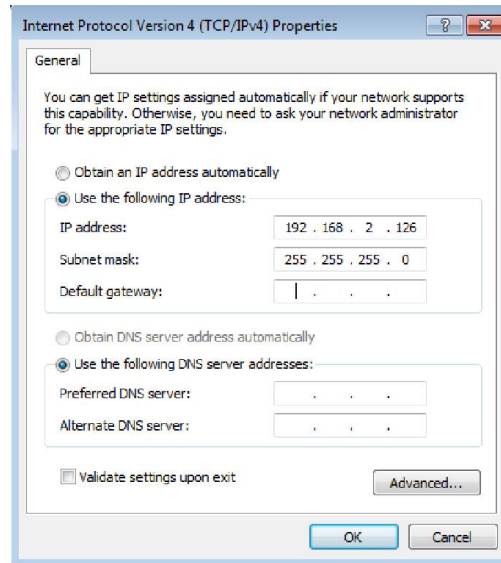 Internet Protocol Version 4 (TCP/IPv4) Properties
General
You can get IP settings assigned automatically if your network supports
this capability. Otherwise, you need to ask your network administrator
for the appropriate IP settings.
Obtain an IP address automatically
Use the following IP address:
IP address: 192 . 168 . 2 . 126
Subnet mask: 255 . 255 . 255 . 0
Default gateway: . . .
Obtain DNS server address automatically
Use the following DNS server addresses:
Preferred DNS server: . . .
Alternate DNS server: . . .
Validate settings upon exit
Advanced...
OK Cancel